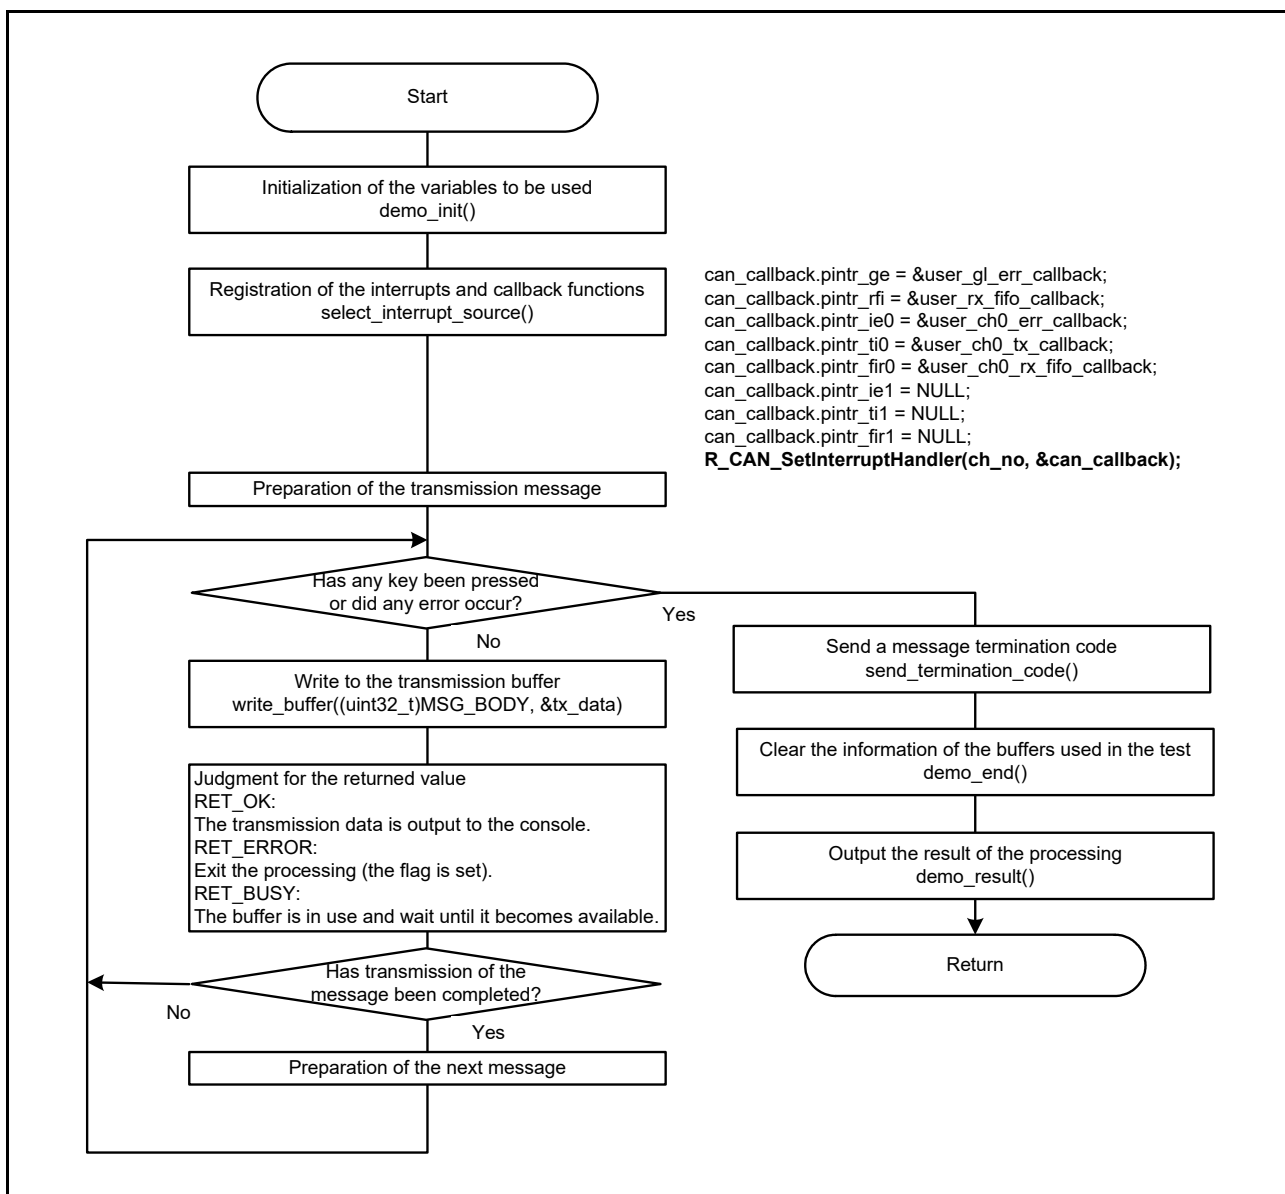 Start
Initialization of the variables to be used
demo_init()
Registration of the interrupts and callback functions
select_interrupt_source()
can_callback.pintr_ge = &user_gl_err_callback;
can_callback.pintr_rfi = &user_rx_fifo_callback;
can_callback.pintr_ie0 = &user_ch0_err_callback;
can_callback.pintr_ti0 = &user_ch0_tx_callback;
can_callback.pintr_fir0 = &user_ch0_rx_fifo_callback;
can_callback.pintr_ie1 = NULL;
can_callback.pintr_ti1 = NULL;
can_callback.pintr_fir1 = NULL;
R_CAN_SetInterruptHandler(ch_no, &can_callback);
Preparation of the transmission message
Has any key been pressed
or did any error occur?
Yes
No
Write to the transmission buffer
write_buffer((uint32_t)MSG_BODY, &tx_data)
Judgment for the returned value
RET_OK:
The transmission data is output to the console.
RET_ERROR:
Exit the processing (the flag is set).
RET_BUSY:
The buffer is in use and wait until it becomes available.
Has transmission of the
message been completed?
No
Yes
Preparation of the next message
Send a message termination code
send_termination_code()
Clear the information of the buffers used in the test
demo_end()
Output the result of the processing
demo_result()
Return